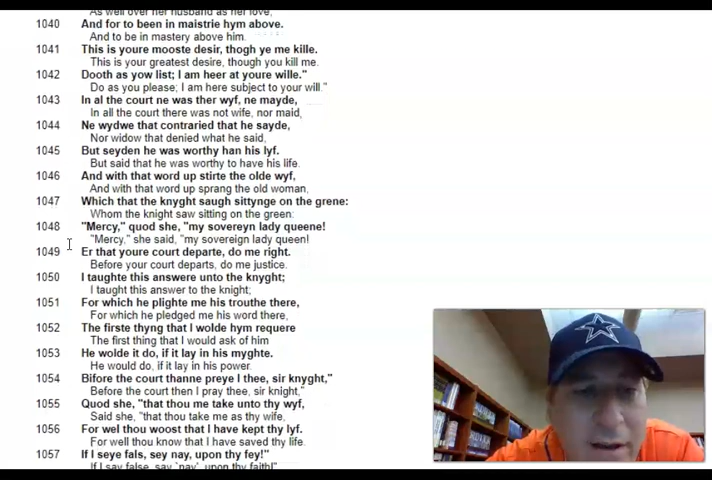 As well over her husband as her love,
1040 And for to been in maistrie hym above.
And to be in mastery above him.
1041 This is youre mooste desir, thogh ye me kille.
This is your greatest desire, though you kill me.
1042 Dooth as yow list; I am heer at youre wille."
Do as you please; I am here subject to your will."
1043 In al the court ne was ther wyf, ne mayde,
In all the court there was not wife, nor maid,
1044 Ne wydwe that contraried that he sayde,
Nor widow that denied what he said,
1045 But seyden he was worthy han his lyf.
But said that he was worthy to have his life.
1046 And with that word up stirte the olde wyf,
And with that word up sprang the old woman,
1047 Which that the knyght saugh sittynge on the grene:
Whom the knight saw sitting on the green:
1048 "Mercy," quod she, "my sovereyn lady queene!
"Mercy," she said, "my sovereign lady queen!
1049 Er that youre court departe, do me right.
Before your court departs, do me justice.
1050 I taughte this answere unto the knyght;
I taught this answer to the knight;
1051 For which he plighte me his trouthe there,
For which he pledged me his word there,
1052 The firste thyng that I wolde hym requere
The first thing that I would ask of him
1053 He wolde it do, if it lay in his myghte.
He would do, if it lay in his power.
1054 Bifore the court thanne preye I thee, sir knyght,"
Before the court then I pray thee, sir knight,"
1055 Quod she, "that thou me take unto thy wyf,
Said she, "that thou take me as thy wife,
1056 For wel thou woost that I have kept thy lyf.
For well thou know that I have saved thy life.
1057 If I seye fals, sey nay, upon thy fey!"
If I say false, say `nay', upon thy faith!"